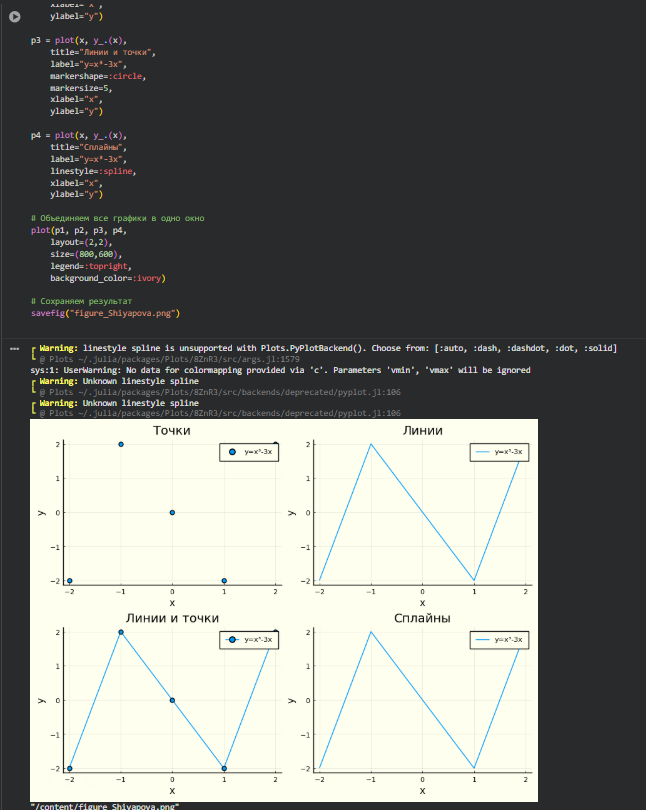 xlabel="x",
ylabel="y")
p3 = plot(x, y_.(x),
title="Линии и точки",
label="y=x³-3x",
markershape=:circle,
markersize=5,
xlabel="x",
ylabel="y")
p4 = plot(x, y_.(x),
title="Сплайны",
label="y=x³-3x",
linestyle=:spline,
xlabel="x",
ylabel="y")
# Объединяем все графики в одно окно
plot(p1, p2, p3, p4,
layout=(2,2),
size=(800,600),
legend=:topright,
background_color=:ivory)
# Сохраняем результат
savefig("figure_Shiyapova.png")
Warning: linestyle spline is unsupported with Plots.PyPlotBackend(). Choose from: [:auto, :dash, :dashdot, :dot, :solid]
@ Plots ~/.julia/packages/Plots/8ZnR3/src/args.jl:1579
sys:1: UserWarning: No data for colormapping provided via 'c'. Parameters 'vmin', 'vmax' will be ignored
Warning: Unknown linestyle spline
@ Plots ~/.julia/packages/Plots/8ZnR3/src/backends/deprecated/pyplot.jl:106
Warning: Unknown linestyle spline
@ Plots ~/.julia/packages/Plots/8ZnR3/src/backends/deprecated/pyplot.jl:106
Точки
y=x³-3x
2
1
0
−1
−2
y
−2 −1 0 1 2
x
Линии
y=x³-3x
2
1
0
−1
−2
y
−2 −1 0 1 2
x
Линии и точки
y=x³-3x
2
1
0
−1
−2
y
−2 −1 0 1 2
x
Сплайны
y=x³-3x
2
1
0
−1
−2
y
−2 −1 0 1 2
x
"/content/figure_Shiyapova.png"